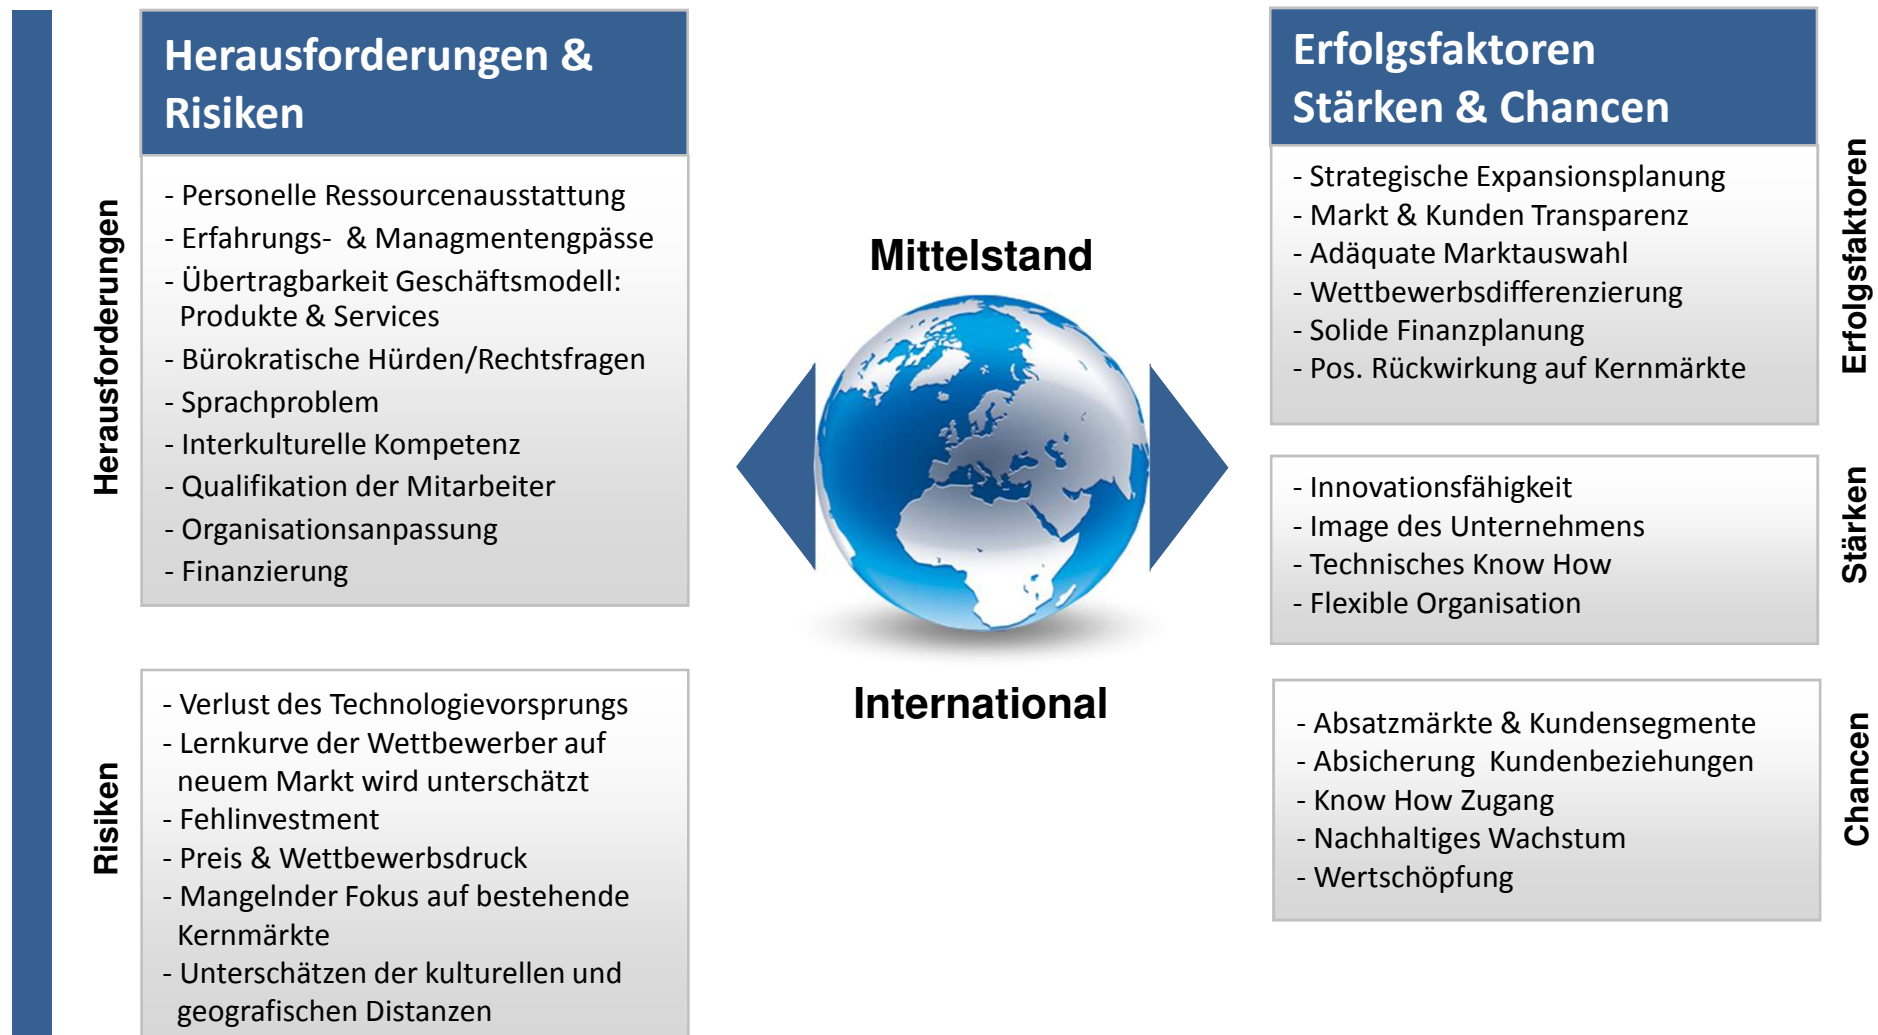 Herausforderungen &
Risiken
Herausforderungen
- Personelle Ressourcenausstattung
- Erfahrungs-  & Managmentengpässe
- Übertragbarkeit Geschäftsmodell:
Produkte & Services
- Bürokratische Hürden/Rechtsfragen
- Sprachproblem
- Interkulturelle Kompetenz
- Qualifikation der Mitarbeiter
- Organisationsanpassung
- Finanzierung
Risiken
- Verlust des Technologievorsprungs
- Lernkurve der Wettbewerber auf
neuem Markt wird unterschätzt
- Fehlinvestment
- Preis & Wettbewerbsdruck
- Mangelnder Fokus auf bestehende
Kernmärkte
- Unterschätzen der kulturellen und
geografischen Distanzen
Mittelstand
International
Erfolgsfaktoren
Stärken & Chancen
Erfolgsfaktoren
- Strategische Expansionsplanung
- Markt & Kunden Transparenz
- Adäquate Marktauswahl
- Wettbewerbsdifferenzierung
- Solide Finanzplanung
- Pos. Rückwirkung auf Kernmärkte
Stärken
- Innovationsfähigkeit
- Image des Unternehmens
- Technisches Know How
- Flexible Organisation
Chancen
- Absatzmärkte & Kundensegmente
- Absicherung  Kundenbeziehungen
- Know How Zugang
- Nachhaltiges Wachstum
- Wertschöpfung